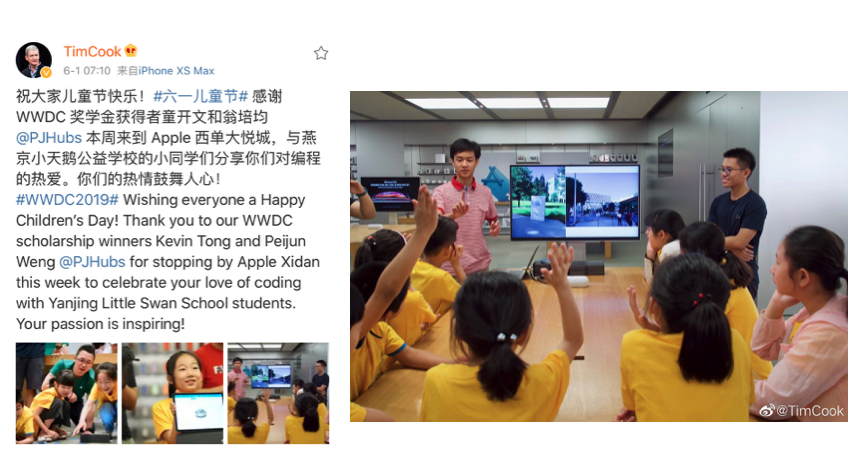 TimCook
6-1 07:10 来自iPhone XS Max
祝大家儿童节快乐！#六一儿童节# 感谢
WWDC 奖学金获得者童开文和翁培均
@PJHubs 本周来到 Apple 西单大悦城，与燕
京小天鹅公益学校的小同学们分享你们对编程
的热爱。你们的热情鼓舞人心！
#WWDC2019# Wishing everyone a Happy
Children's Day! Thank you to our WWDC
scholarship winners Kevin Tong and Peijun
Weng @PJHubs for stopping by Apple Xidan
this week to celebrate your love of coding
with Yanjing Little Swan School students.
Your passion is inspiring!
@TimCook